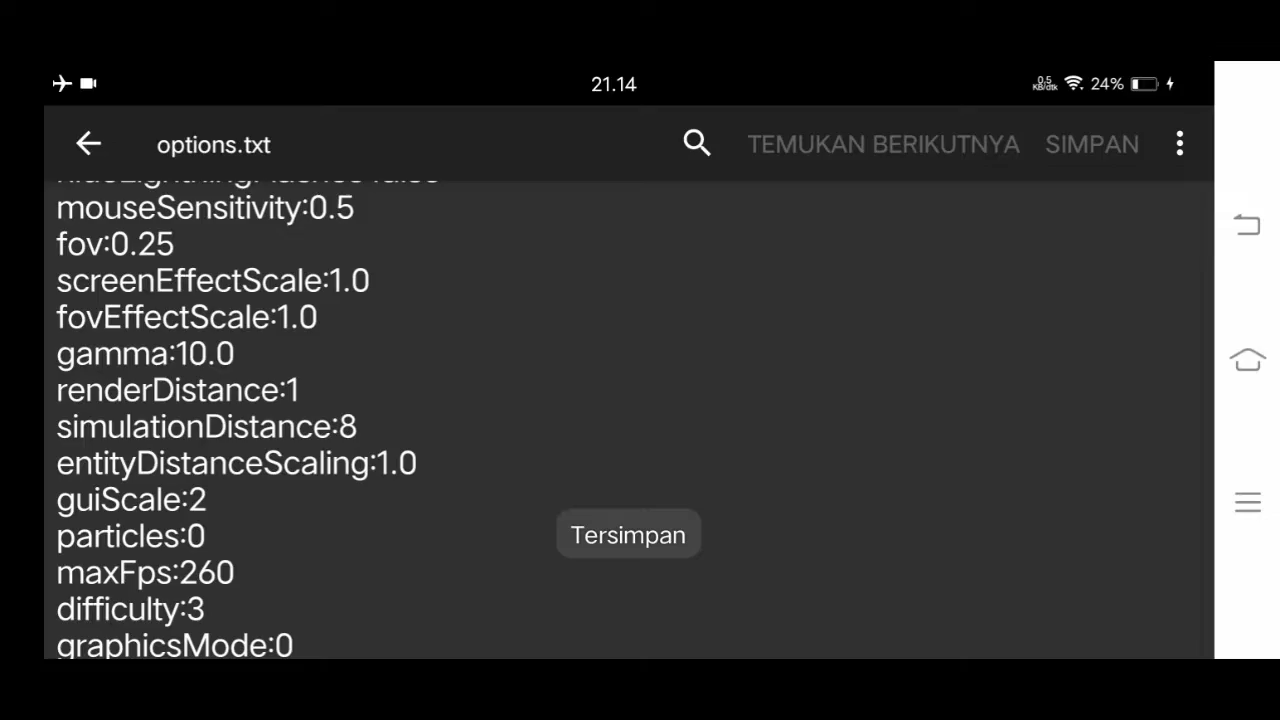 21.14
0.5
KB/dtk
24%
options.txt
TEMUKAN BERIKUTNYA
SIMPAN
mouseSensitivity:0.5
fov:0.25
screenEffectScale:1.0
fovEffectScale:1.0
gamma:10.0
renderDistance:1
simulationDistance:8
entityDistanceScaling:1.0
guiScale:2
particles:0
Tersimpan
maxFps:260
difficulty:3
graphicsMode:0